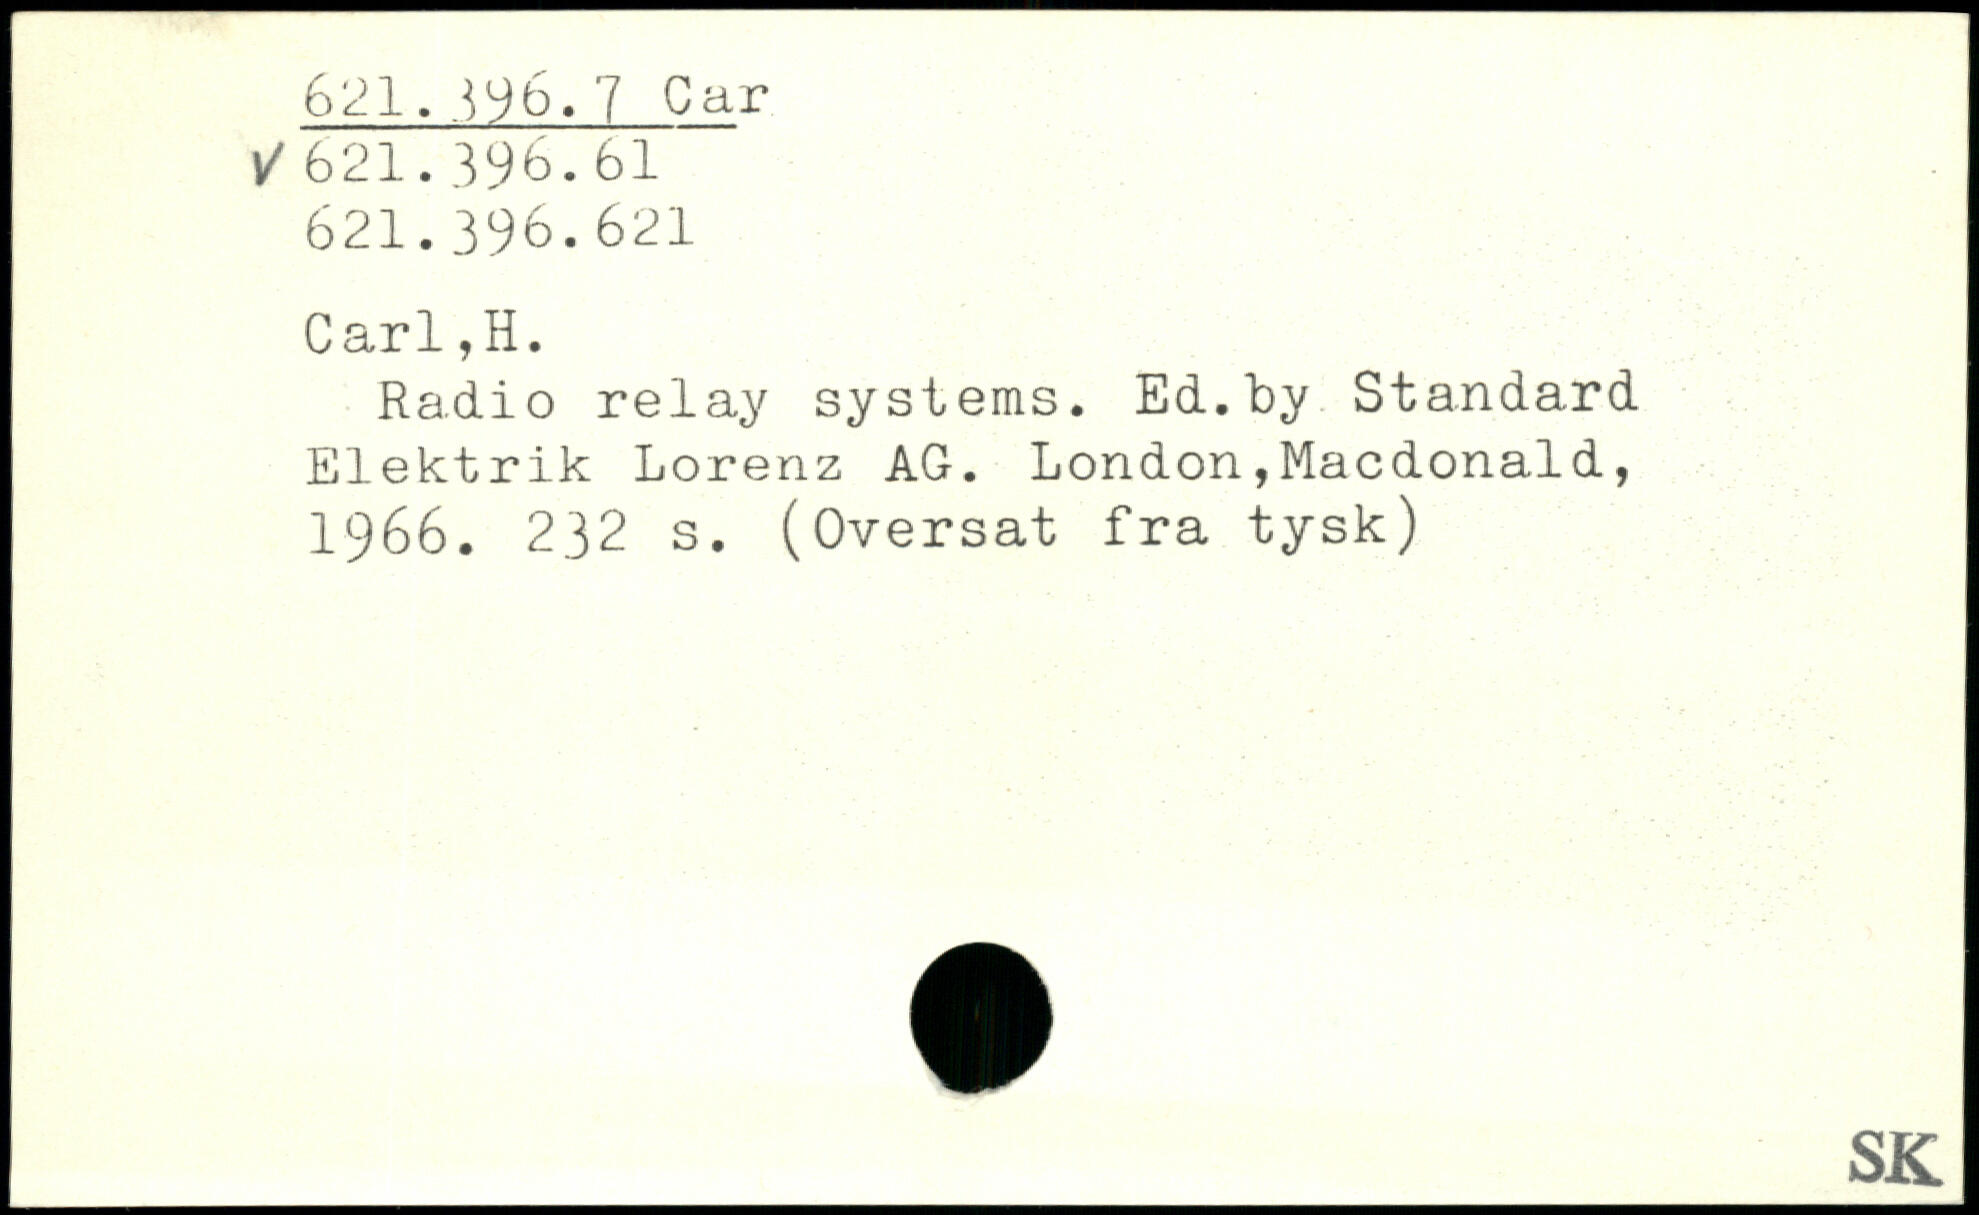 621.396.7 Car
✓ 621.396.61
621.396.621
Carl,H.
Radio relay systems. Ed.by Standard
Elektrik Lorenz AG. London,Macdonald,
1966. 232 s. (Oversat fra tysk)
SK